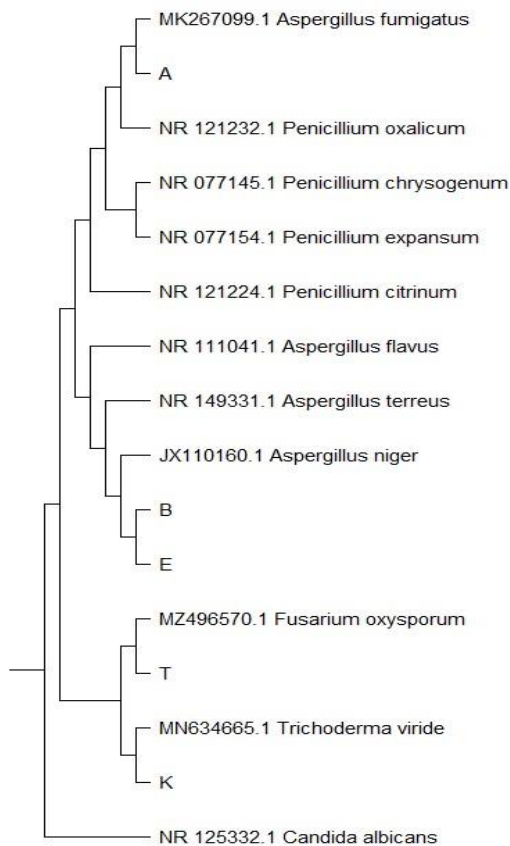 MK267099.1 Aspergillus fumigatus
A
NR 121232.1 Penicillium oxalicum
NR 077145.1 Penicillium chrysogenum
NR 077154.1 Penicillium expansum
NR 121224.1 Penicillium citrinum
NR 111041.1 Aspergillus flavus
NR 149331.1 Aspergillus terreus
JX110160.1 Aspergillus niger
B
E
MZ496570.1 Fusarium oxysporum
T
MN634665.1 Trichoderma viride
K
NR 125332.1 Candida albicans